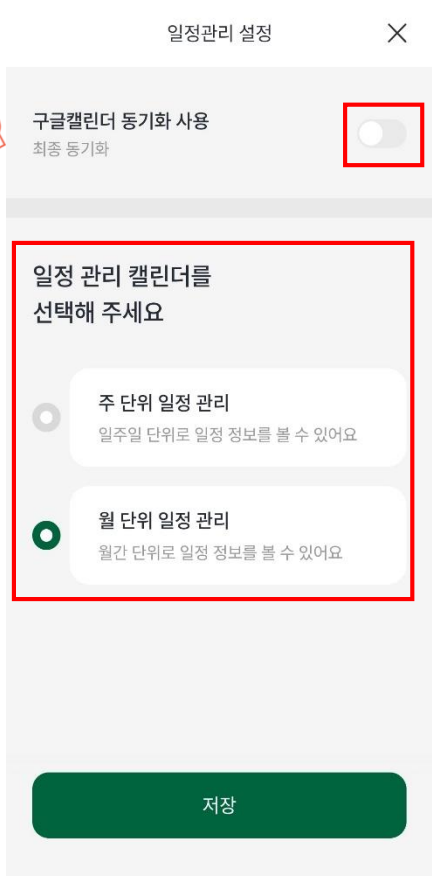 일정관리 설정
구글캘린더 동기화 사용
최종 동기화
일정 관리 캘린더를
선택해 주세요
주 단위 일정 관리
일주일 단위로 일정 정보를 볼 수 있어요
월 단위 일정 관리
월간 단위로 일정 정보를 볼 수 있어요
저장